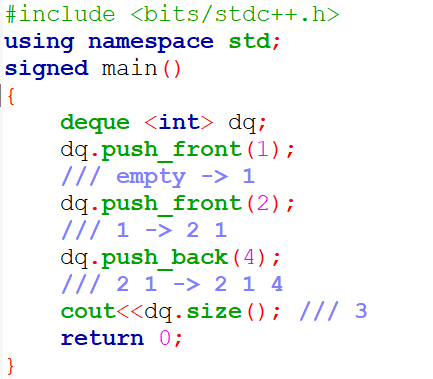 #include <bits/stdc++.h>
using namespace std;
signed main()
{
    deque <int> dq;
    dq.push_front(1);
    /// empty -> 1
    dq.push_front(2);
    /// 1 -> 2 1
    dq.push_back(4);
    /// 2 1 -> 2 1 4
    cout<<dq.size(); /// 3
    return 0;
}